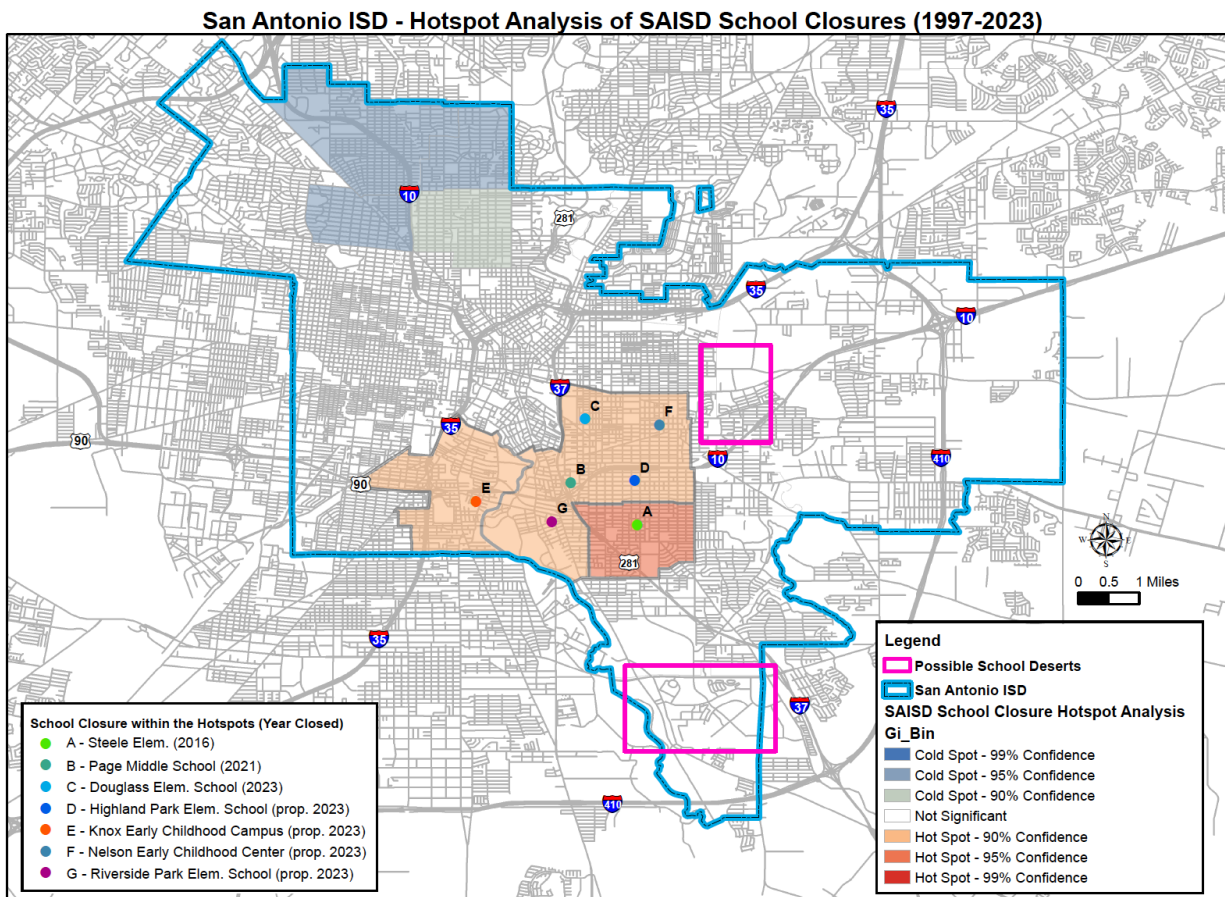 San Antonio ISD - Hotspot Analysis of SAISD School Closures (1997-2023)
35
10
281
35
10
37
C
F
35
90
10
410
B
D
90
E
G
A
281
N
W E
S
0 0.5 1 Miles
35
37
410
Legend
Possible School Deserts
San Antonio ISD
SAISD School Closure Hotspot Analysis
Gi_Bin
Cold Spot - 99% Confidence
Cold Spot - 95% Confidence
Cold Spot - 90% Confidence
Not Significant
Hot Spot - 90% Confidence
Hot Spot - 95% Confidence
Hot Spot - 99% Confidence
School Closure within the Hotspots (Year Closed)
A - Steele Elem. (2016)
B - Page Middle School (2021)
C - Douglass Elem. School (2023)
D - Highland Park Elem. School (prop. 2023)
E - Knox Early Childhood Campus (prop. 2023)
F - Nelson Early Childhood Center (prop. 2023)
G - Riverside Park Elem. School (prop. 2023)